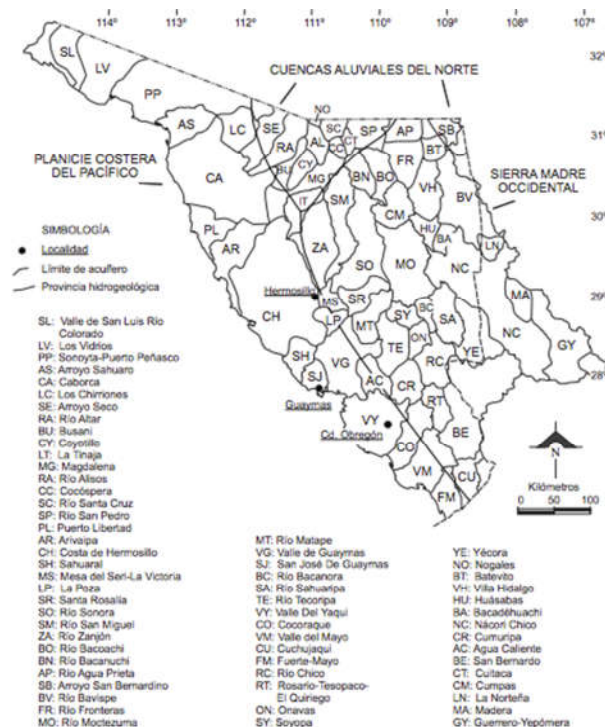 114° 113° 112° 111° 110° 109° 108° 107° 106.7°
CUENCAS ALUVIALES DEL NORTE
32°
SL
LV
PP
NO
AS
LC
SE
RA
AL
SC
CC
CT
SP
AP
SB
31°
PLANICIE COSTERA
DEL PACÍFICO
CA
BU
CY
MG
BN
BO
FR
BT
SIERRA MADRE
OCCIDENTAL
IT
SM
CM
VH
BV
30°
PL
AR
ZA
SO
MO
HU
BA
LN
NC
SIMBOLOGÍA
Localidad
Límite de acuífero
Provincia hidrogeológica
Hermosillo
CH
MS
LP
SR
MT
SY
BC
SA
ON
TE
RC
YE
NC
MA
GY
29°
28°
SH
SJ
VG
AC
CR
RT
Guaymas
VY
Cd. Obregón
CO
BE
VM
CU
FM
N
Kilómetros
0 50 100
SL: Valle de San Luis Río
Colorado
LV: Los Vidrios
PP: Sonoyta-Puerto Peñasco
AS: Arroyo Sahuaro
CA: Caborca
LC: Los Chirriones
SE: Arroyo Seco
RA: Río Altar
BU: Busani
CY: Coyotillo
LT: La Tinaja
MG: Magdalena
RA: Río Alisos
CC: Cocóspera
SC: Río Santa Cruz
SP: Río San Pedro
PL: Puerto Libertad
AR: Arivaipa
CH: Costa de Hermosillo
SH: Sahuaral
MS: Mesa del Seri-La Victoria
LP: La Poza
SR: Santa Rosalía
SO: Río Sonora
SM: Río San Miguel
ZA: Río Zanjón
BO: Río Bacoachi
BN: Río Bacanuchi
AP: Río Agua Prieta
SB: Arroyo San Bernardino
BV: Río Bavispe
FR: Río Fronteras
MO: Río Moctezuma
MT: Río Matape
VG: Valle de Guaymas
SJ: San José De Guaymas
BC: Río Bacanora
SA: Río Sahuaripa
TE: Río Tecoripa
VY: Valle Del Yaqui
CO: Cocoraque
VM: Valle del Mayo
CU: Cuchujaqui
FM: Fuerte-Mayo
RC: Río Chico
RT: Rosario-Tesopaco-
El Quiriego
ON: Onavas
SY: Soyopa
YE: Yécora
NO: Nogales
BT: Batevito
VH: Villa Hidalgo
HU: Huásabas
BA: Bacadéhuachi
NC: Nácori Chico
CR: Cumuripa
AC: Agua Caliente
BE: San Bernardo
CT: Cuitaca
CM: Cumpas
LN: La Norteña
MA: Madera
GY: Guerrero-Yepómera